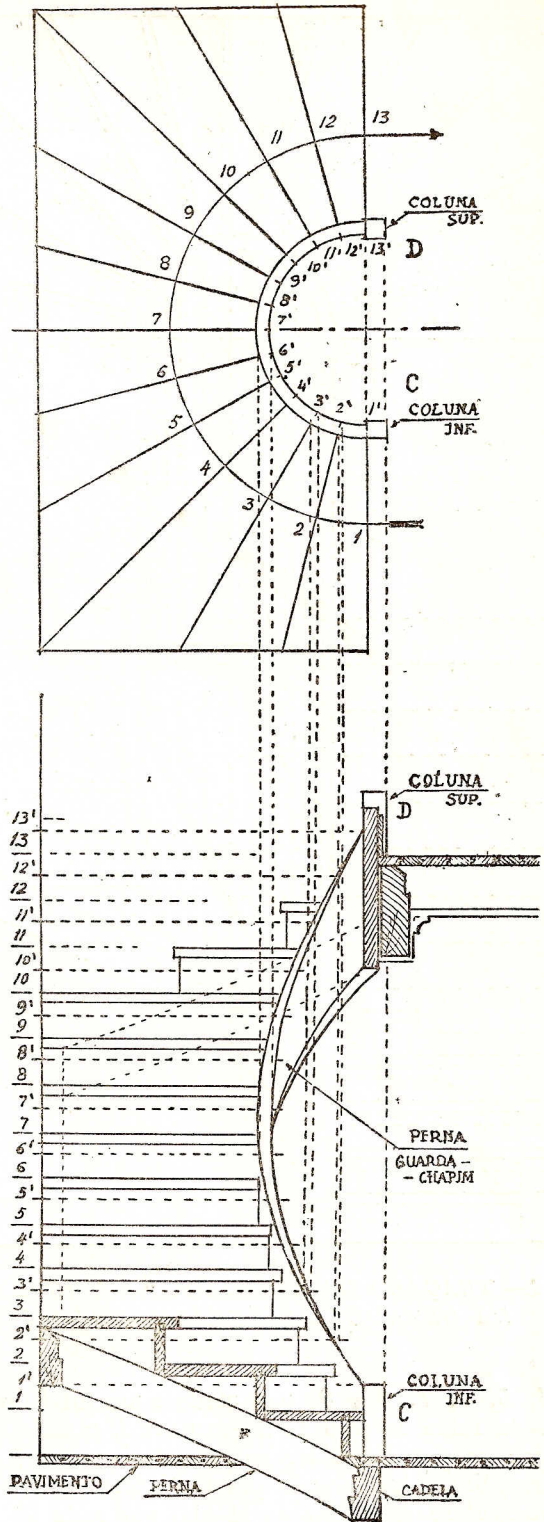 13
12
11
10
9
8
7
6
5
4
3
2
1
13'
12'
11'
10'
9'
8'
7'
6'
5'
4'
3'
2'
1'
COLUNA
SUP.
D
C
COLUNA
INF.
COLUNA
SUP.
D
13'
13
12'
12
11'
11
10'
10
9'
9
8'
8
7'
7
6'
6
5'
5
4'
4
3'
3
2'
2
1'
1
PERNA
GUARDA-
-CHAPIM
COLUNA
INF.
C
PAVIMENTO
PERNA
CADEIA